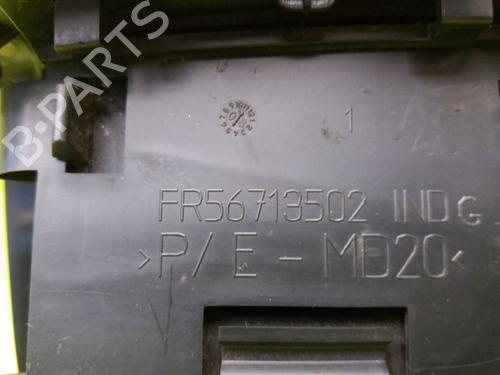 B-PARTS
1
FR56713502 IND G
>P/E-MD20<